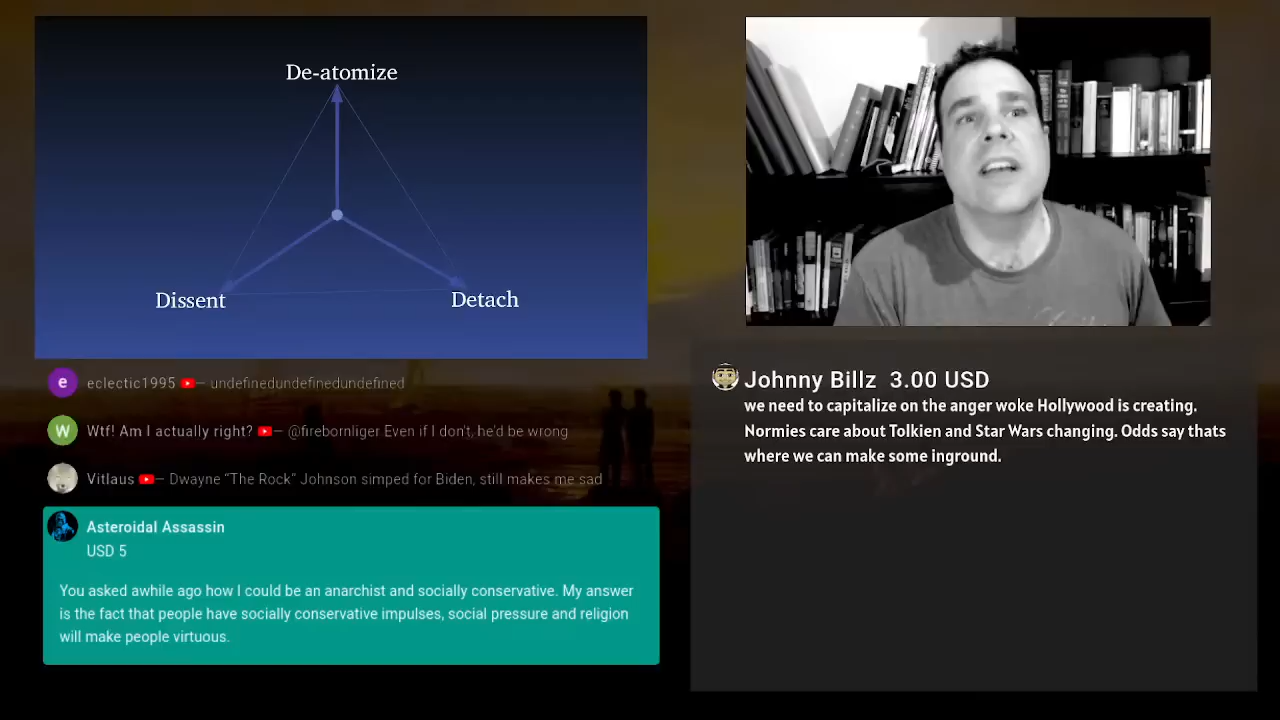 De-atomize
Dissent
Detach
e
eclectic1995 — undefinedundefinedundefined
W
Wtf! Am I actually right? — @firebornliger Even if I don't, he'd be wrong
Vitlaus — Dwayne “The Rock” Johnson simped for Biden, still makes me sad
Asteroidal Assassin
USD 5
You asked awhile ago how I could be an anarchist and socially conservative. My answer
is the fact that people have socially conservative impulses, social pressure and religion
will make people virtuous.
Johnny Billz 3.00 USD
we need to capitalize on the anger woke Hollywood is creating.
Normies care about Tolkien and Star Wars changing. Odds say thats
where we can make some inground.